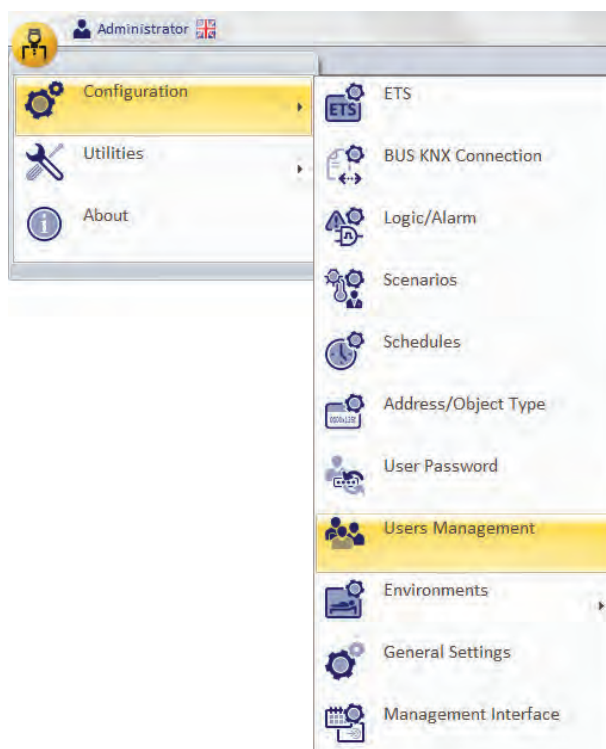 Administrator
Configuration
Utilities
About
ETS
ETS
BUS KNX Connection
Logic/Alarm
Scenarios
Schedules
Address/Object Type
User Password
Users Management
Environments
General Settings
Management Interface